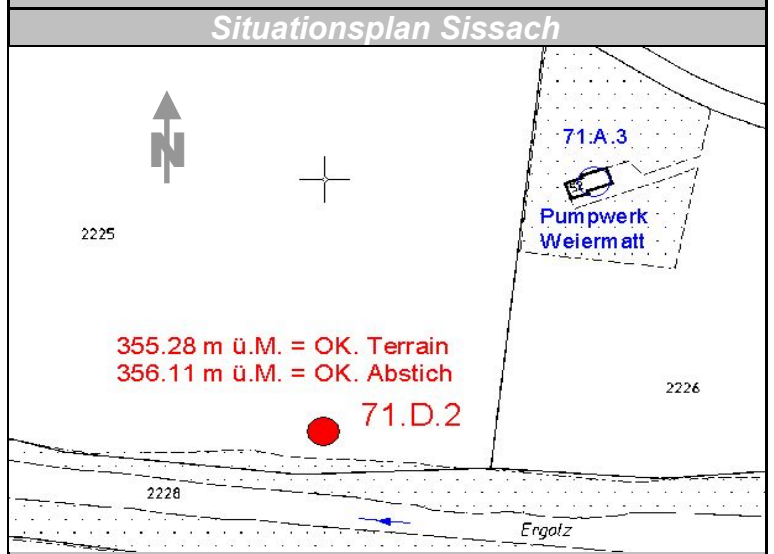 Situationsplan Sissach
N
71.A.3
52
Pumpwerk
Weiermatt
2225
355.28 m ü.M. = OK. Terrain
356.11 m ü.M. = OK. Abstich
71.D.2
2226
2228
Ergolz